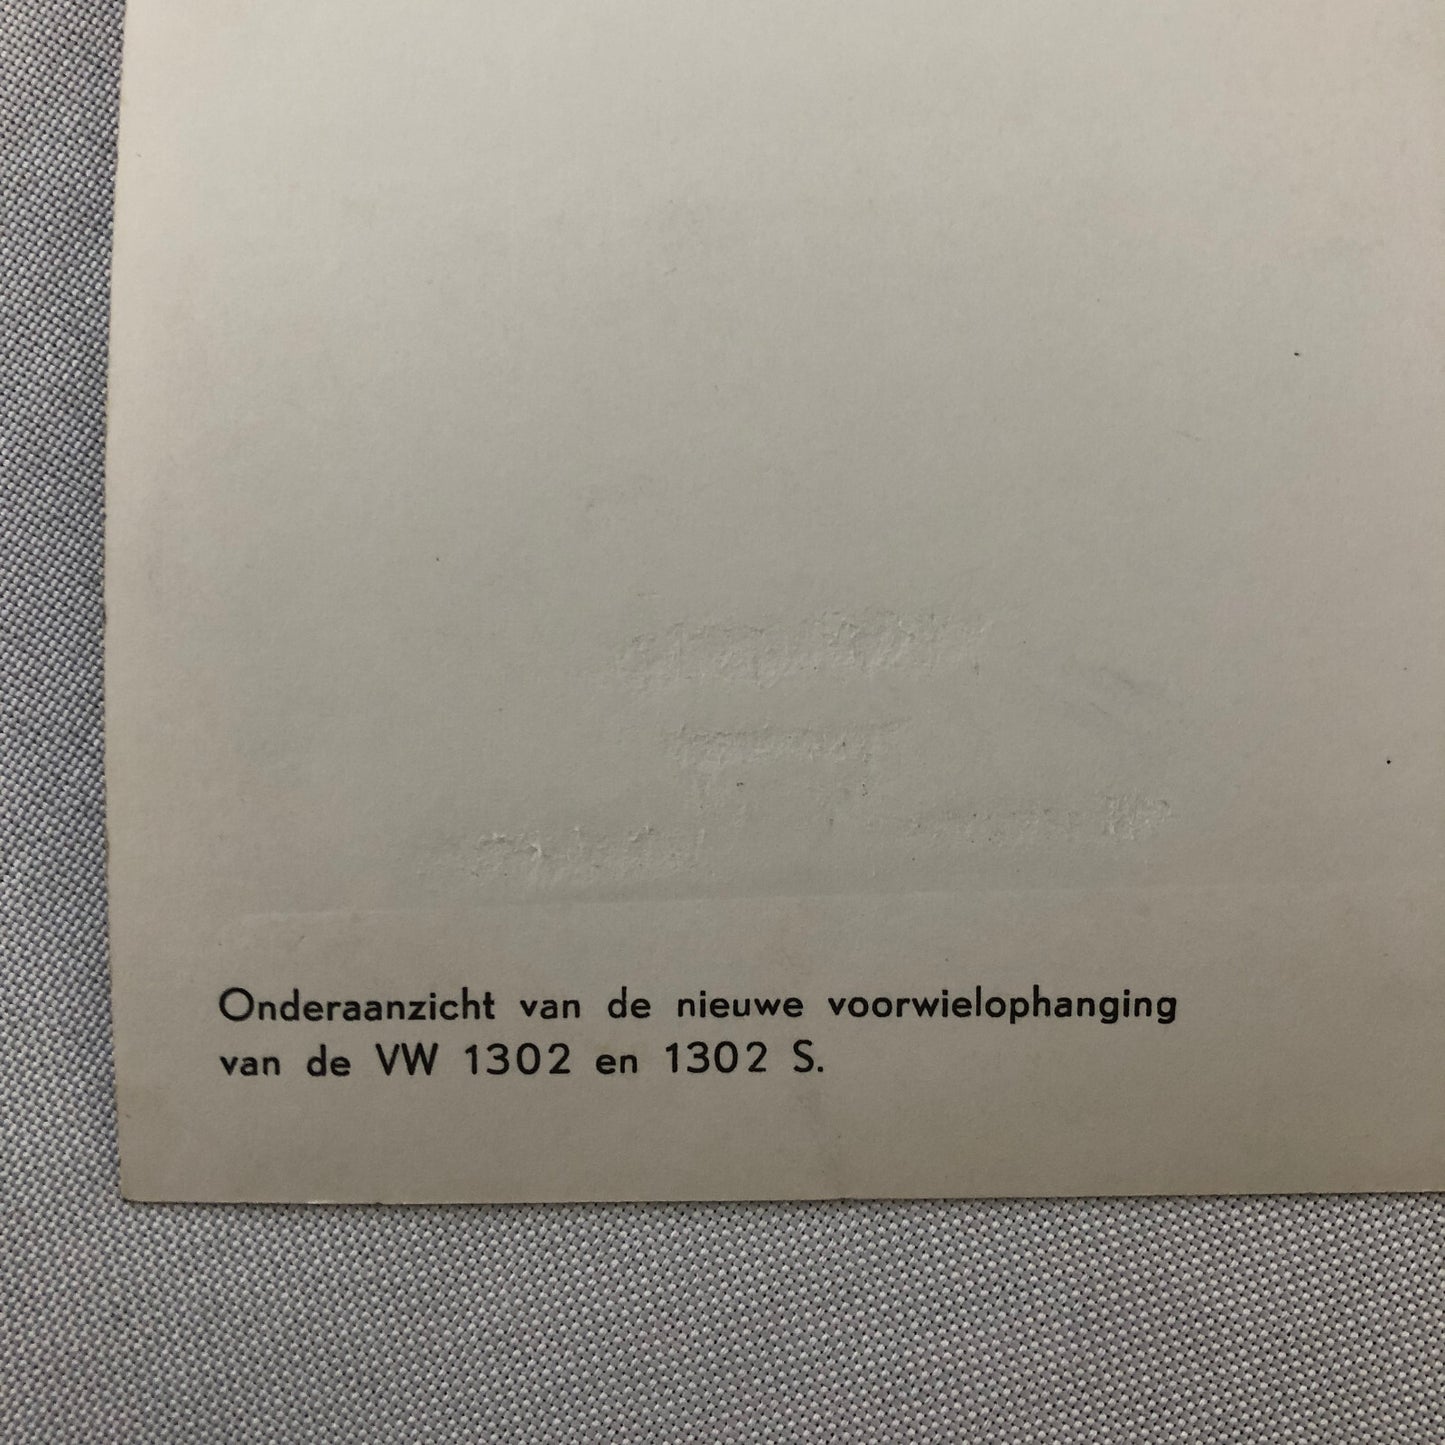 Onderaanzicht van de nieuwe voorwielophanging
van de VW 1302 en 1302 S.